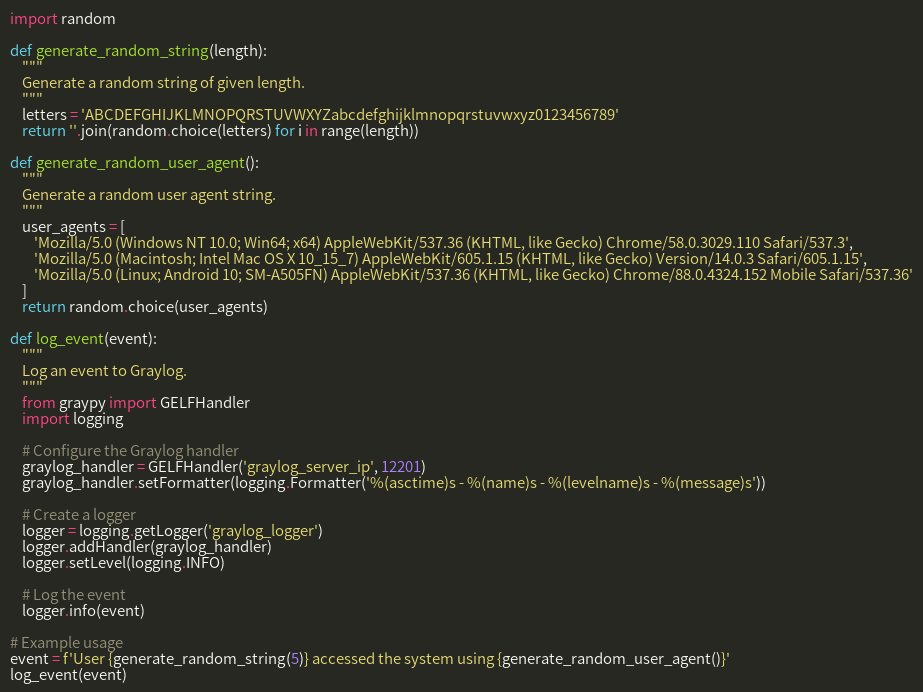 import random

def generate_random_string(length):
    """
    Generate a random string of given length.
    """
    letters = 'ABCDEFGHIJKLMNOPQRSTUVWXYZabcdefghijklmnopqrstuvwxyz0123456789'
    return ''.join(random.choice(letters) for i in range(length))

def generate_random_user_agent():
    """
    Generate a random user agent string.
    """
    user_agents = [
        'Mozilla/5.0 (Windows NT 10.0; Win64; x64) AppleWebKit/537.36 (KHTML, like Gecko) Chrome/58.0.3029.110 Safari/537.3',
        'Mozilla/5.0 (Macintosh; Intel Mac OS X 10_15_7) AppleWebKit/605.1.15 (KHTML, like Gecko) Version/14.0.3 Safari/605.1.15',
        'Mozilla/5.0 (Linux; Android 10; SM-A505FN) AppleWebKit/537.36 (KHTML, like Gecko) Chrome/88.0.4324.152 Mobile Safari/537.36'
    ]
    return random.choice(user_agents)

def log_event(event):
    """
    Log an event to Graylog.
    """
    from graypy import GELFHandler
    import logging

    # Configure the Graylog handler
    graylog_handler = GELFHandler('graylog_server_ip', 12201)
    graylog_handler.setFormatter(logging.Formatter('%(asctime)s - %(name)s - %(levelname)s - %(message)s'))

    # Create a logger
    logger = logging.getLogger('graylog_logger')
    logger.addHandler(graylog_handler)
    logger.setLevel(logging.INFO)

    # Log the event
    logger.info(event)

# Example usage
event = f'User {generate_random_string(5)} accessed the system using {generate_random_user_agent()}'
log_event(event)